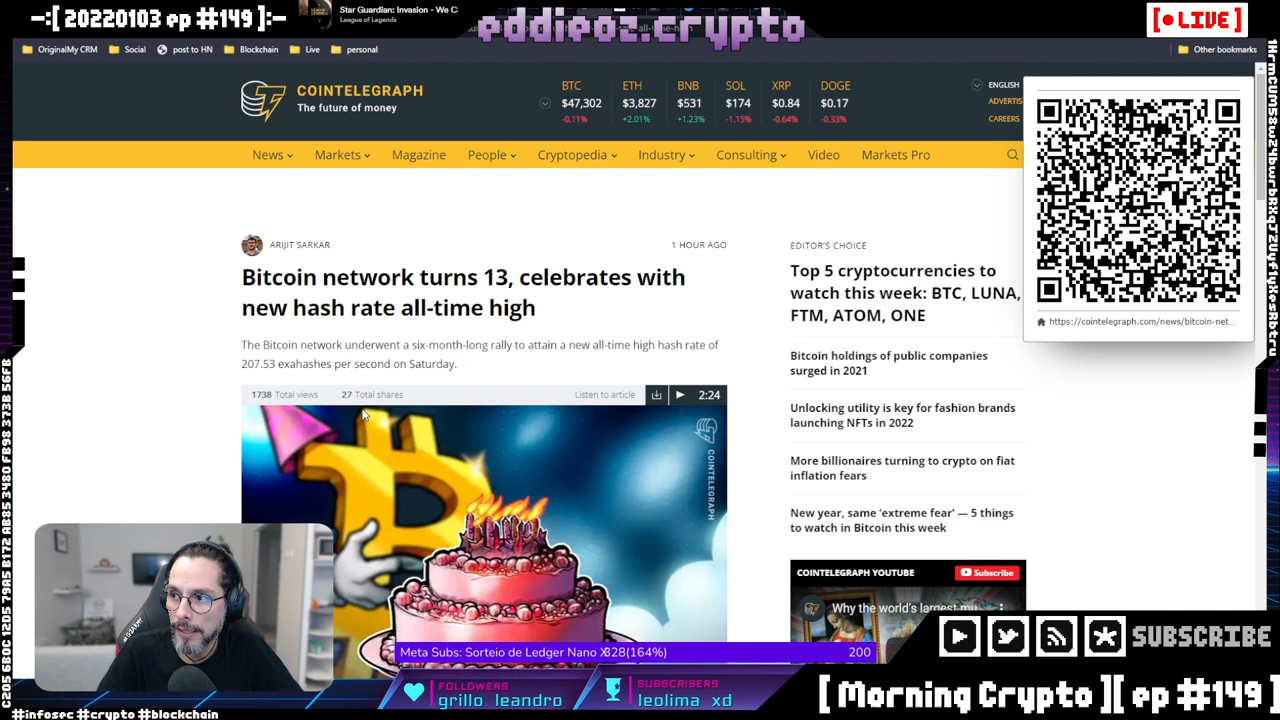 -:[ 20220103 ep #149 ]:-
Star Guardian: Invasion - We C
League of Legends
eddieoz.crypto
[ LIVE ]
OriginalMy CRM
Social
post to HN
Blockchain
Live
personal
Other bookmarks
COINTELEGRAPH
The future of money
BTC ETH BNB SOL XRP DOGE
$47,302 $3,827 $531 $174 $0.84 $0.17
-0.11% +2.01% +1.23% -1.15% -0.64% -0.33%
ENGLISH
ADVERTIS
CAREERS
News Markets Magazine People Cryptopedia Industry Consulting Video Markets Pro
https://cointelegraph.com/news/bitcoin-net...
ARIJIT SARKAR
1 HOUR AGO
Bitcoin network turns 13, celebrates with
new hash rate all-time high
The Bitcoin network underwent a six-month-long rally to attain a new all-time high hash rate of
207.53 exahashes per second on Saturday.
1738 Total views
27 Total shares
Listen to article
2:24
COINTELEGRAPH
EDITOR'S CHOICE
Top 5 cryptocurrencies to
watch this week: BTC, LUNA,
FTM, ATOM, ONE
Bitcoin holdings of public companies
surged in 2021
Unlocking utility is key for fashion brands
launching NFTs in 2022
More billionaires turning to crypto on fiat
inflation fears
New year, same 'extreme fear' — 5 things
to watch in Bitcoin this week
COINTELEGRAPH YOUTUBE
Subscribe
Why the world's largest mu
Meta Subs: Sorteio de Ledger Nano X
328(164%)
200
FOLLOWERS
grillo leandro
SUBSCRIBERS
leolima xd
SUBSCRIBE
[ Morning Crypto ][ ep #149 ]
#infosec #crypto #blockchain